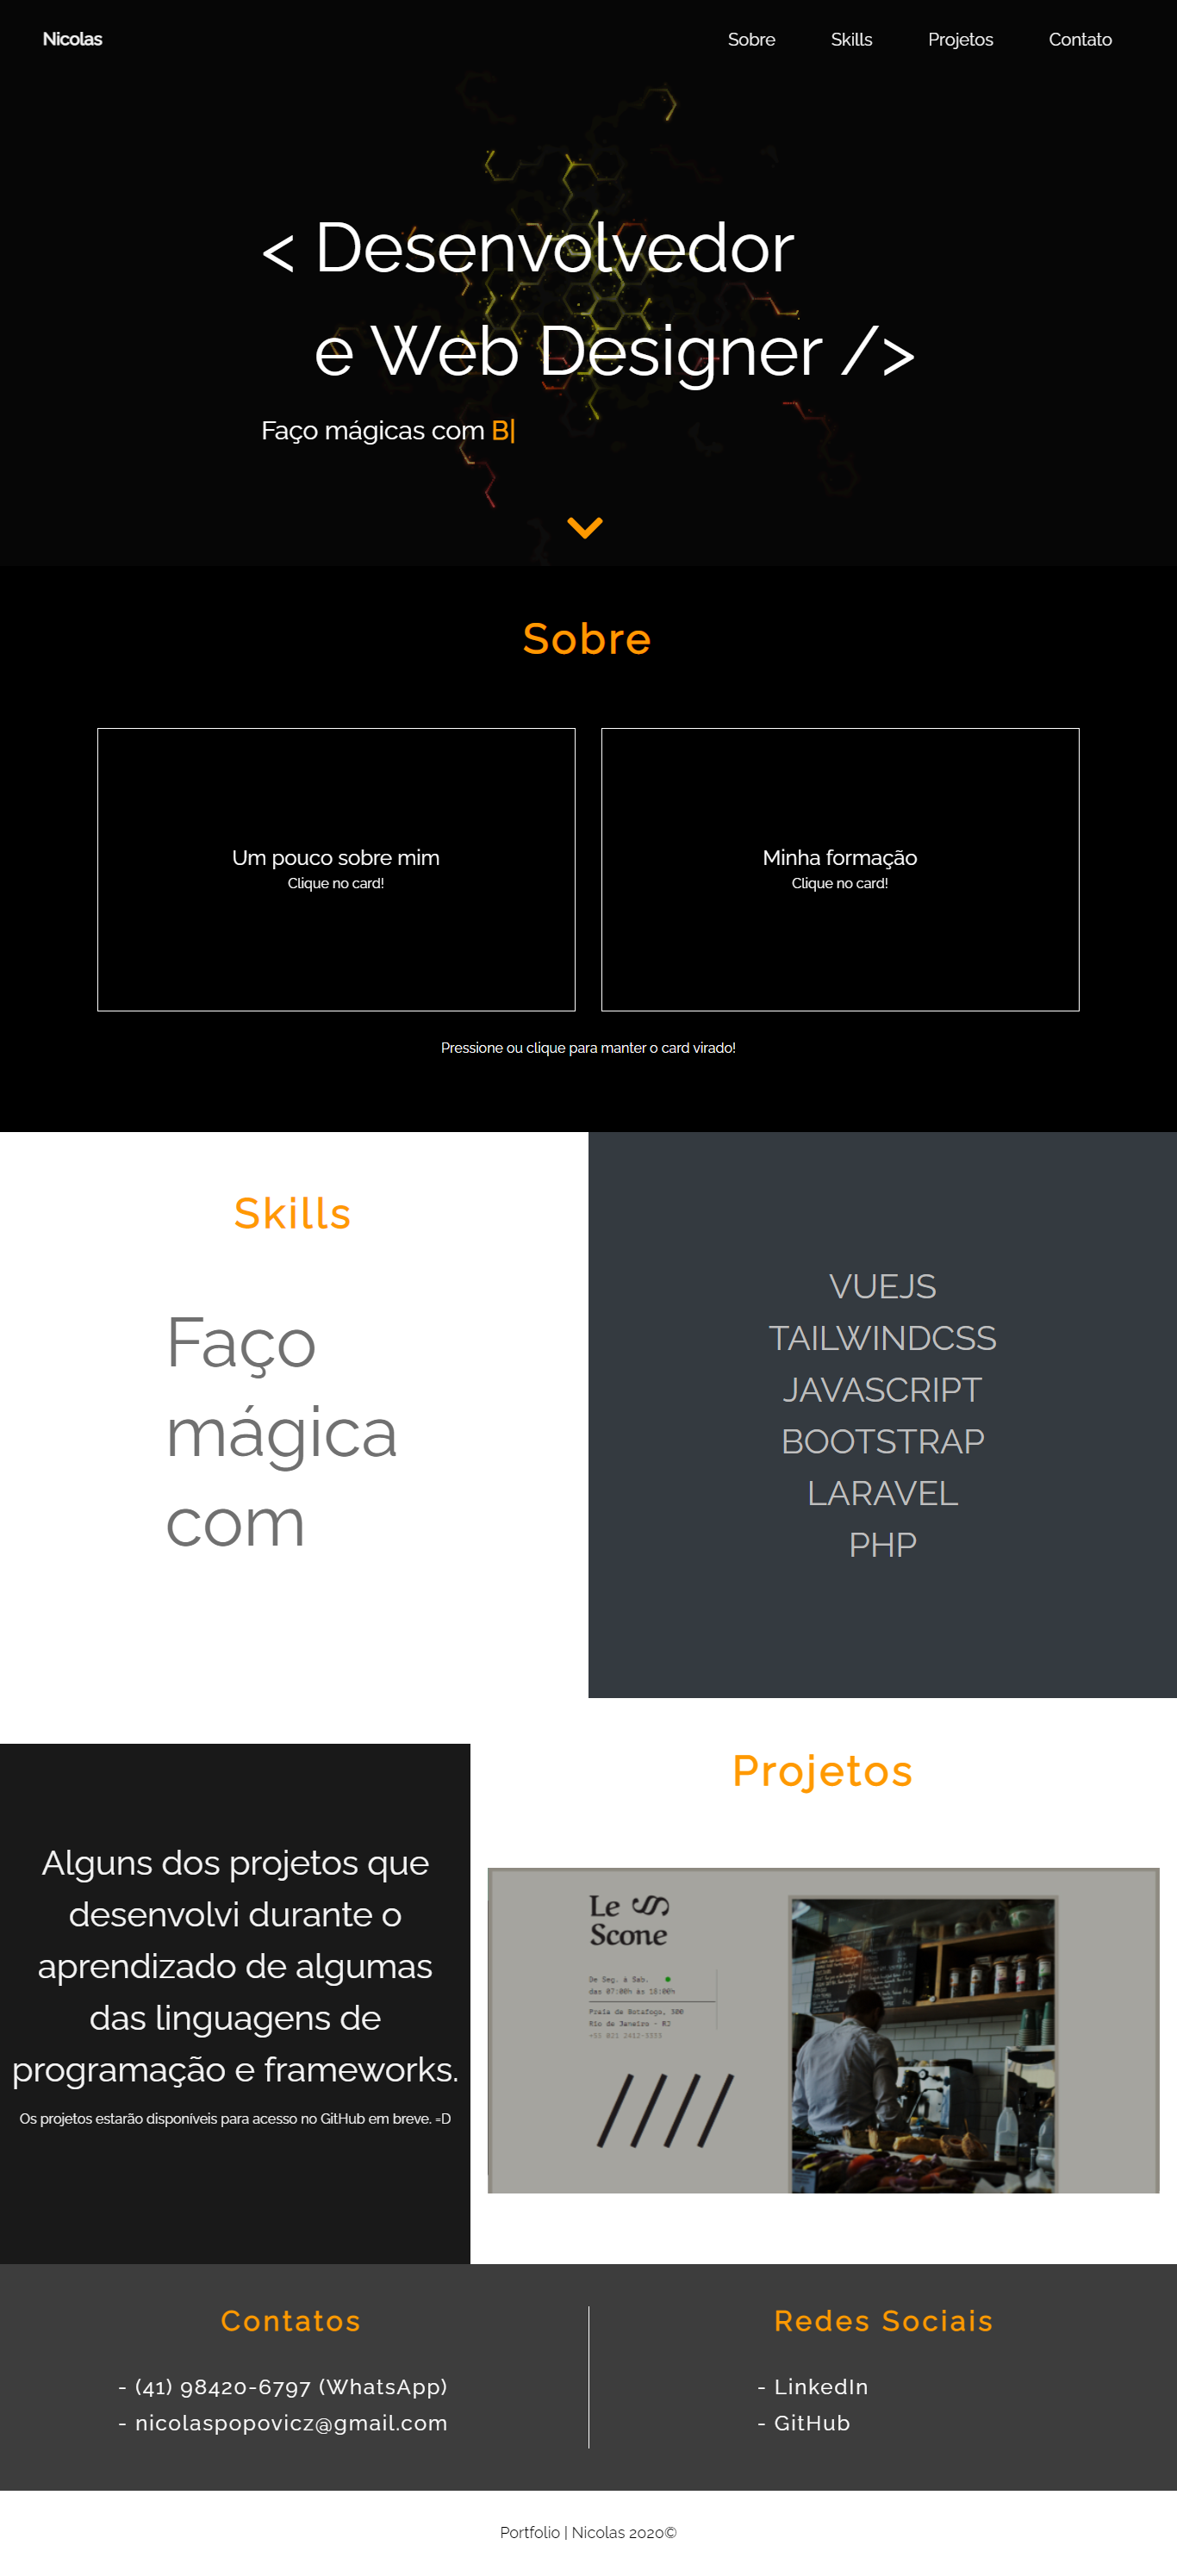 Nicolas
Sobre Skills Projetos Contato
< Desenvolvedor
e Web Designer />
Faço mágicas com B|
Sobre
Um pouco sobre mim
Clique no card!
Minha formação
Clique no card!
Pressione ou clique para manter o card virado!
Skills
Faço
mágica
com
VUEJS
TAILWINDCSS
JAVASCRIPT
BOOTSTRAP
LARAVEL
PHP
Alguns dos projetos que
desenvolvi durante o
aprendizado de algumas
das linguagens de
programação e frameworks.
Os projetos estarão disponíveis para acesso no GitHub em breve. =D
Projetos
Le
Scone
De Seg. à Sab.
das 07:00h às 18:00h
Praia de Botafogo, 300
Rio de Janeiro - RJ
+55 021 2412-3333
Contatos
- (41) 98420-6797 (WhatsApp)
- nicolaspopovicz@gmail.com
Redes Sociais
- LinkedIn
- GitHub
Portfolio | Nicolas 2020©